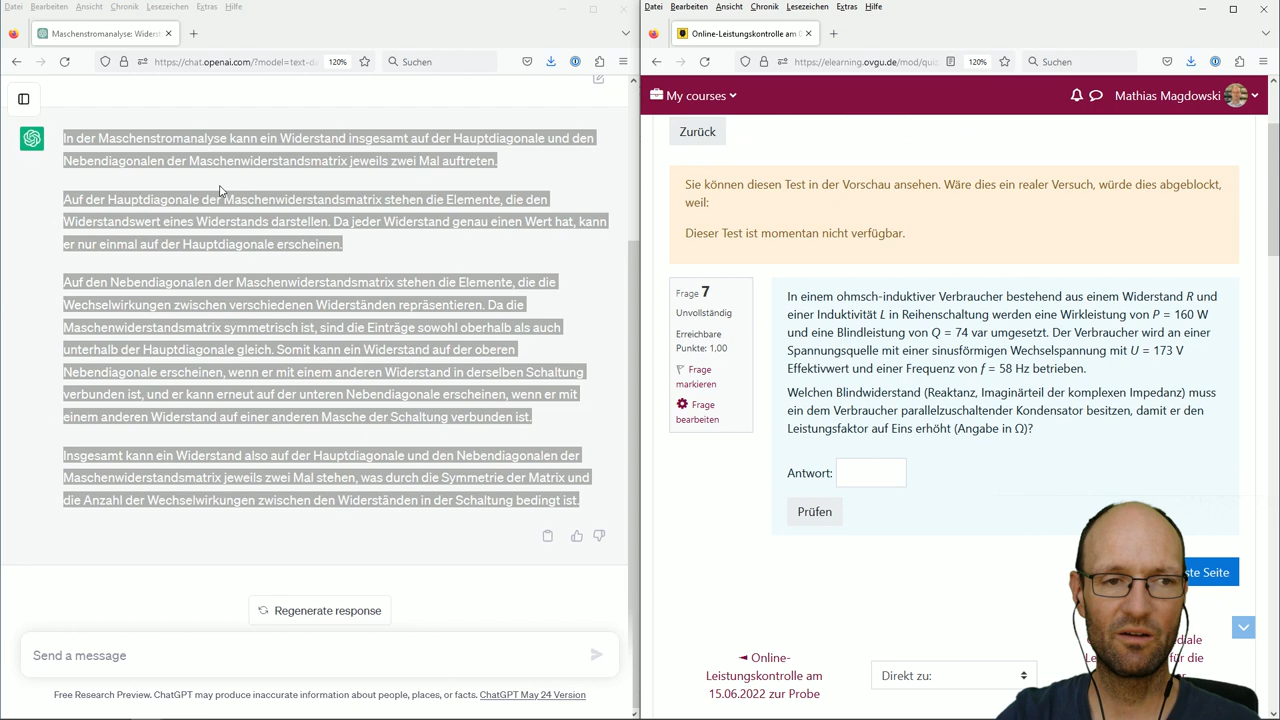 Datei Bearbeiten Ansicht Chronik Lesezeichen Extras Hilfe
Maschenstromanalyse: Widerst
https://chat.openai.com/?model=text-d
120%
Suchen
In der Maschenstromanalyse kann ein Widerstand insgesamt auf der Hauptdiagonale und den
Nebendiagonalen der Maschenwiderstandsmatrix jeweils zwei Mal auftreten.
Auf der Hauptdiagonale der Maschenwiderstandsmatrix stehen die Elemente, die den
Widerstandswert eines Widerstands darstellen. Da jeder Widerstand genau einen Wert hat, kann
er nur einmal auf der Hauptdiagonale erscheinen.
Auf den Nebendiagonalen der Maschenwiderstandsmatrix stehen die Elemente, die die
Wechselwirkungen zwischen verschiedenen Widerständen repräsentieren. Da die
Maschenwiderstandsmatrix symmetrisch ist, sind die Einträge sowohl oberhalb als auch
unterhalb der Hauptdiagonale gleich. Somit kann ein Widerstand auf der oberen
Nebendiagonale erscheinen, wenn er mit einem anderen Widerstand in derselben Schaltung
verbunden ist, und er kann erneut auf der unteren Nebendiagonale erscheinen, wenn er mit
einem anderen Widerstand auf einer anderen Masche der Schaltung verbunden ist.
Insgesamt kann ein Widerstand also auf der Hauptdiagonale und den Nebendiagonalen der
Maschenwiderstandsmatrix jeweils zwei Mal stehen, was durch die Symmetrie der Matrix und
die Anzahl der Wechselwirkungen zwischen den Widerständen in der Schaltung bedingt ist.
Regenerate response
Send a message
Free Research Preview. ChatGPT may produce inaccurate information about people, places, or facts. ChatGPT May 24 Version
Datei Bearbeiten Ansicht Chronik Lesezeichen Extras Hilfe
Online-Leistungskontrolle am
https://elearning.ovgu.de/mod/qui
120%
Suchen
My courses
Mathias Magdowski
Zurück
Sie können diesen Test in der Vorschau ansehen. Wäre dies ein realer Versuch, würde dies abgeblockt,
weil:
Dieser Test ist momentan nicht verfügbar.
Frage 7
Unvollständig
Erreichbare
Punkte: 1,00
Frage
markieren
Frage
bearbeiten
In einem ohmsch-induktiver Verbraucher bestehend aus einem Widerstand R und
einer Induktivität L in Reihenschaltung werden eine Wirkleistung von P = 160 W
und eine Blindleistung von Q = 74 var umgesetzt. Der Verbraucher wird an einer
Spannungsquelle mit einer sinusförmigen Wechselspannung mit U = 173 V
Effektivwert und einer Frequenz von f = 58 Hz betrieben.
Welchen Blindwiderstand (Reaktanz, Imaginärteil der komplexen Impedanz) muss
ein dem Verbraucher parallelzuschaltender Kondensator besitzen, damit er den
Leistungsfaktor auf Eins erhöht (Angabe in Ω)?
Antwort:
Prüfen
ste Seite
◄ Online-
Leistungskontrolle am
15.06.2022 zur Probe
Direkt zu:
diale
für die